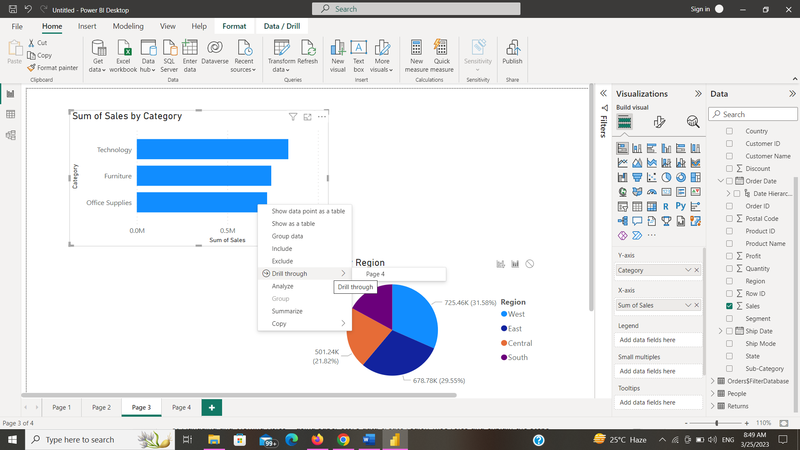 Untitled - Power BI Desktop
Search
Sign in
File
Home
Insert
Modeling
View
Help
Format
Data / Drill
Paste
Cut
Copy
Format painter
Clipboard
Get data
Excel workbook
Data hub
SQL Server
Enter data
Dataverse
Recent sources
Data
Transform data
Refresh
Queries
New visual
Text box
More visuals
Insert
New measure
Quick measure
Calculations
Sensitivity
Sensitivity
Publish
Share
Sum of Sales by Category
Category
Technology
Furniture
Office Supplies
0.0M
0.5M
Sum of Sales
Show data point as a table
Show as a table
Group data
Include
Exclude
Drill through
Analyze
Group
Summarize
Copy
Page 4
Drill through
Region
725.46K (31.58%)
678.78K (29.55%)
501.24K
(21.82%)
Region
West
East
Central
South
Filters
Visualizations
Build visual
R
Py
Y-axis
Category
X-axis
Sum of Sales
Legend
Add data fields here
Small multiples
Add data fields here
Tooltips
Add data fields here
Data
Search
Country
Customer ID
Customer Name
Discount
Order Date
Date Hierarc...
Order ID
Postal Code
Product ID
Product Name
Profit
Quantity
Region
Row ID
Sales
Segment
Ship Date
Ship Mode
State
Sub-Category
Orders$FilterDatabase
People
Returns
Page 1
Page 2
Page 3
Page 4
Page 3 of 4
110%
Type here to search
99+
25°C Haze
ENG
8:49 AM
3/25/2023